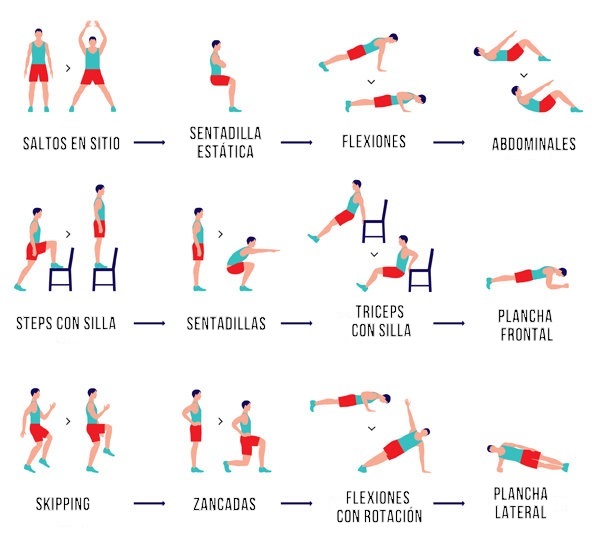 SALTOS EN SITIO
SENTADILLA
ESTÁTICA
FLEXIONES
ABDOMINALES
STEPS CON SILLA
SENTADILLAS
TRICEPS
CON SILLA
PLANCHA
FRONTAL
SKIPPING
ZANCADAS
FLEXIONES
CON ROTACIÓN
PLANCHA
LATERAL